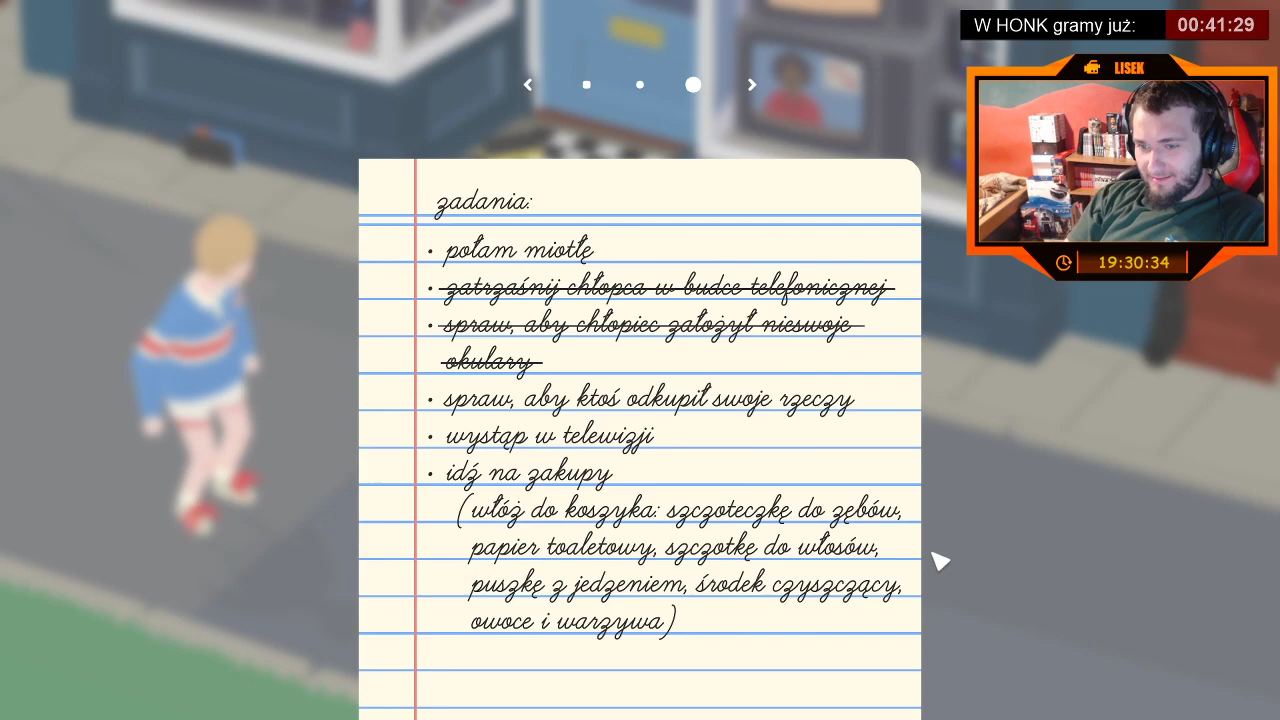 W HONK gramy już: 00:41:29
LISEK
19:30:34
zadania:
• połam miotłę
• zatrzaśnij chłopca w budce telefonicznej
• spraw, aby chłopiec założył nieswoje
okulary
• spraw, aby ktoś odkupił swoje rzeczy
• wystąp w telewizji
• idź na zakupy
(włóż do koszyka: szczoteczkę do zębów,
papier toaletowy, szczotkę do włosów,
puszkę z jedzeniem, środek czyszczący,
owoce i warzywa)